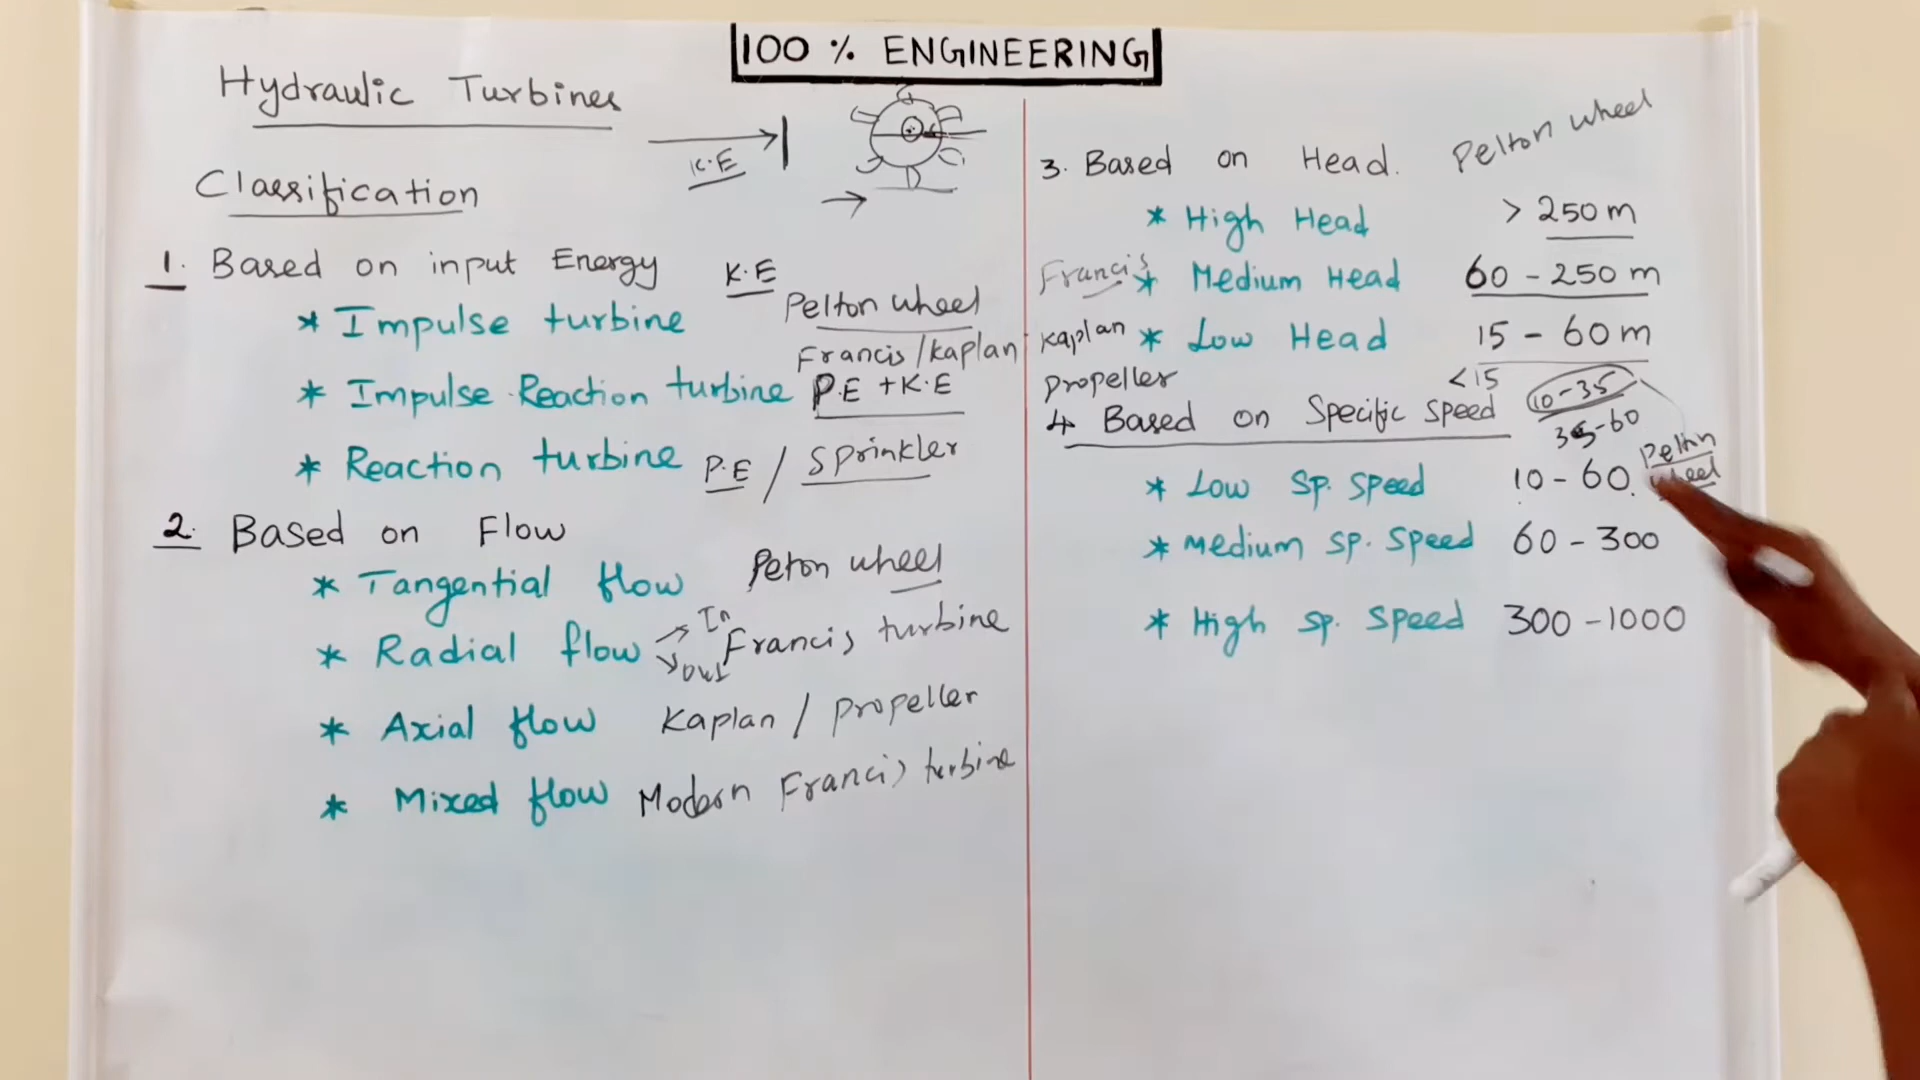 100 % ENGINEERING
Hydraulic Turbines
K.E
Classification
1. Based on input Energy K.E
* Impulse turbine Pelton wheel
Francis/kaplan
* Impulse Reaction turbine P.E + K.E
* Reaction turbine P.E / Sprinkler
2. Based on Flow
* Tangential flow Peton wheel
* Radial flow In Francis turbine
Out
* Axial flow Kaplan / propeller
* Mixed flow Modern Francis turbine
3. Based on Head. Pelton wheel
* High Head > 250 m
Francis * Medium Head 60 - 250 m
Kaplan * Low Head 15 - 60 m
propeller <15
4 Based on Specific Speed 10-35
35-60
* Low Sp. Speed 10 - 60 Pelton wheel
* Medium Sp. Speed 60 - 300
* High Sp. Speed 300 - 1000